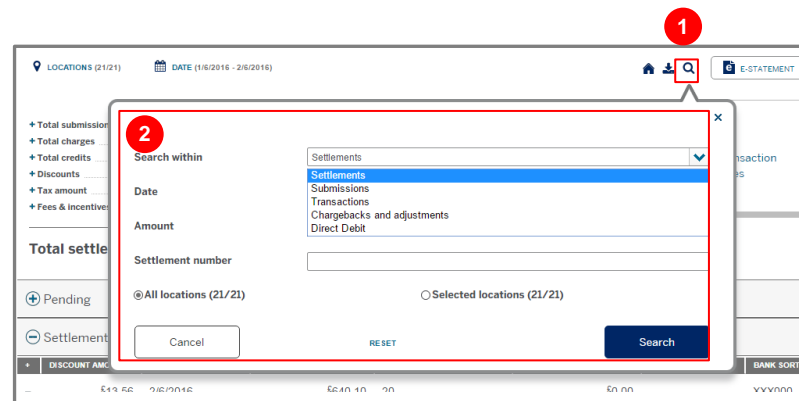 1
LOCATIONS (21/21) DATE (1/6/2016 - 2/6/2016) e E-STATEMENT
×
+ Total submission
2
+ Total charges
Search within Settlements
+ Total credits
Settlements
+ Discounts
Submissions
Date
+ Tax amount
Transactions
+ Fees & incentives
Chargebacks and adjustments
Amount
Direct Debit
Total settle
Settlement number
All locations (21/21) Selected locations (21/21)
+ Pending
− Settlement
Cancel RESET Search
+ DISCOUNT AMO BANK SORT
– £13.56 2/6/2016 £640.10 20 £0.00 XXX000